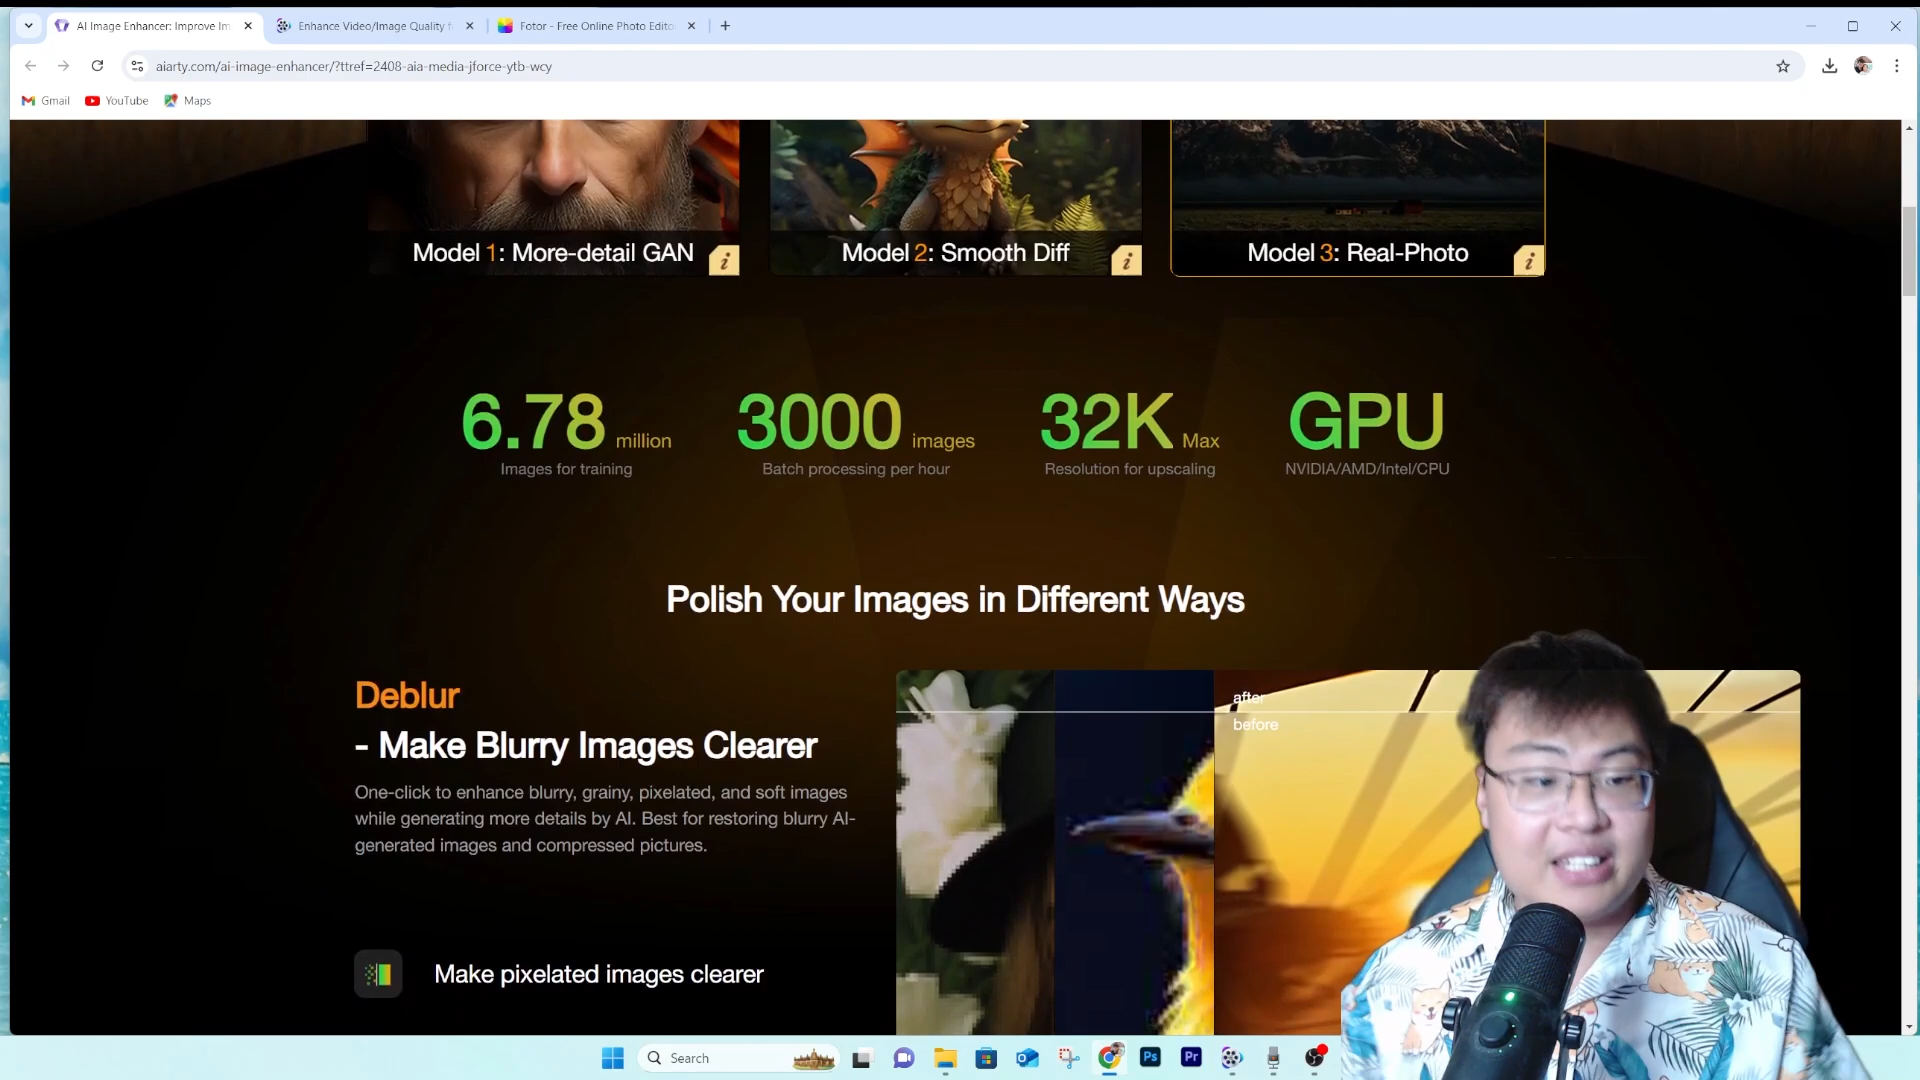 AI Image Enhancer: Improve Im
Enhance Video/Image Quality f
Fotor - Free Online Photo Edito
aiarty.com/ai-image-enhancer/?ttref=2408-aia-media-jforce-ytb-wcy
Gmail
YouTube
Maps
Model 1: More-detail GAN
Model 2: Smooth Diff
Model 3: Real-Photo
6.78 million
Images for training
3000 images
Batch processing per hour
32K Max
Resolution for upscaling
GPU
NVIDIA/AMD/Intel/CPU
Polish Your Images in Different Ways
Deblur
- Make Blurry Images Clearer
One-click to enhance blurry, grainy, pixelated, and soft images
while generating more details by AI. Best for restoring blurry AI-
generated images and compressed pictures.
after
before
Make pixelated images clearer
Search
Ps
Pr